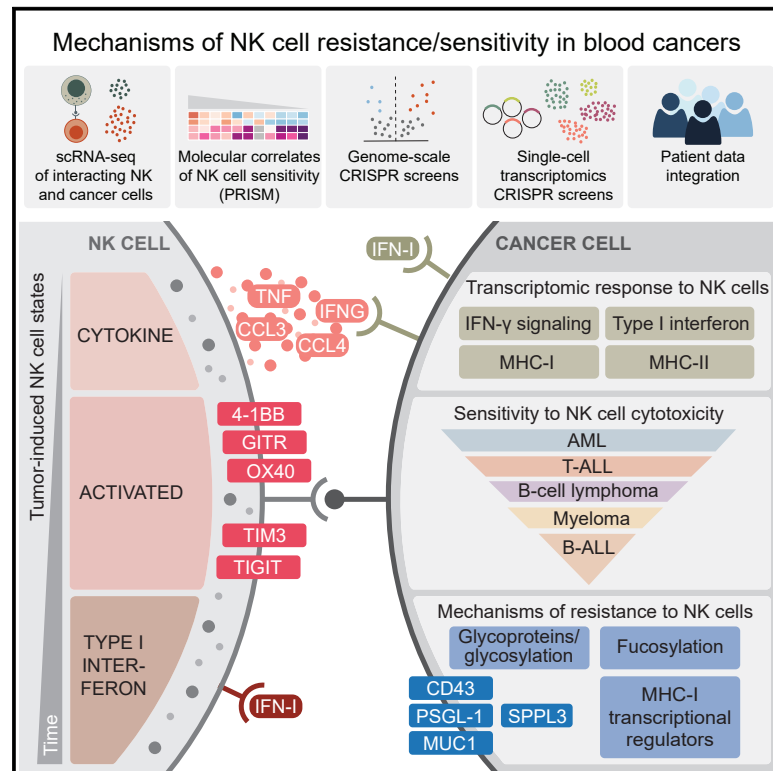 Mechanisms of NK cell resistance/sensitivity in blood cancers
scRNA-seq
of interacting NK
and cancer cells
Molecular correlates
of NK cell sensitivity
(PRISM)
Genome-scale
CRISPR screens
Single-cell
transcriptomics
CRISPR screens
Patient data
integration
NK CELL
Tumor-induced NK cell states
Time
CYTOKINE
ACTIVATED
TYPE I
INTER-
FERON
TNF
IFNG
CCL3
CCL4
4-1BB
GITR
OX40
TIM3
TIGIT
IFN-I
IFN-I
CANCER CELL
Transcriptomic response to NK cells
IFN-γ signaling
Type I interferon
MHC-I
MHC-II
Sensitivity to NK cell cytotoxicity
AML
T-ALL
B-cell lymphoma
Myeloma
B-ALL
Mechanisms of resistance to NK cells
Glycoproteins/
glycosylation
Fucosylation
CD43
PSGL-1
SPPL3
MUC1
MHC-I
transcriptional
regulators